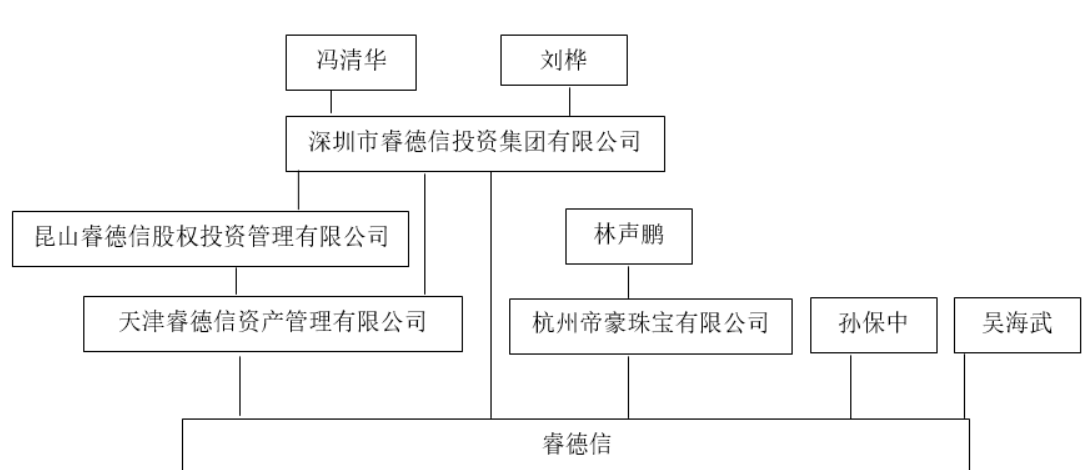 冯清华
刘桦
深圳市睿德信投资集团有限公司
昆山睿德信股权投资管理有限公司
林声鹏
天津睿德信资产管理有限公司
杭州帝豪珠宝有限公司
孙保中
吴海武
睿德信